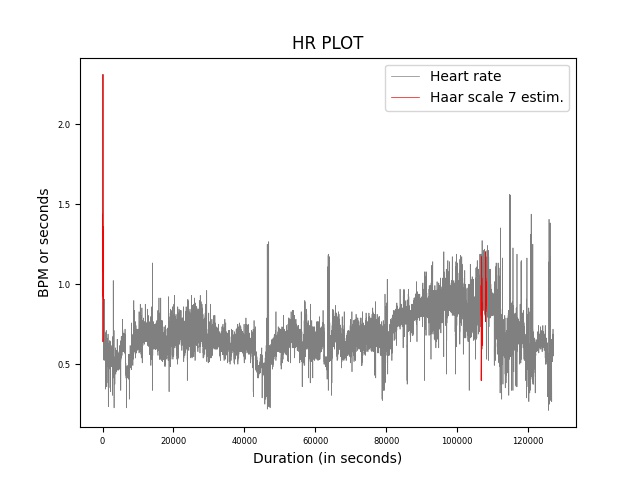 HR PLOT
Heart rate
Haar scale 7 estim.
2.0
1.5
1.0
0.5
BPM or seconds
0 20000 40000 60000 80000 100000 120000
Duration (in seconds)